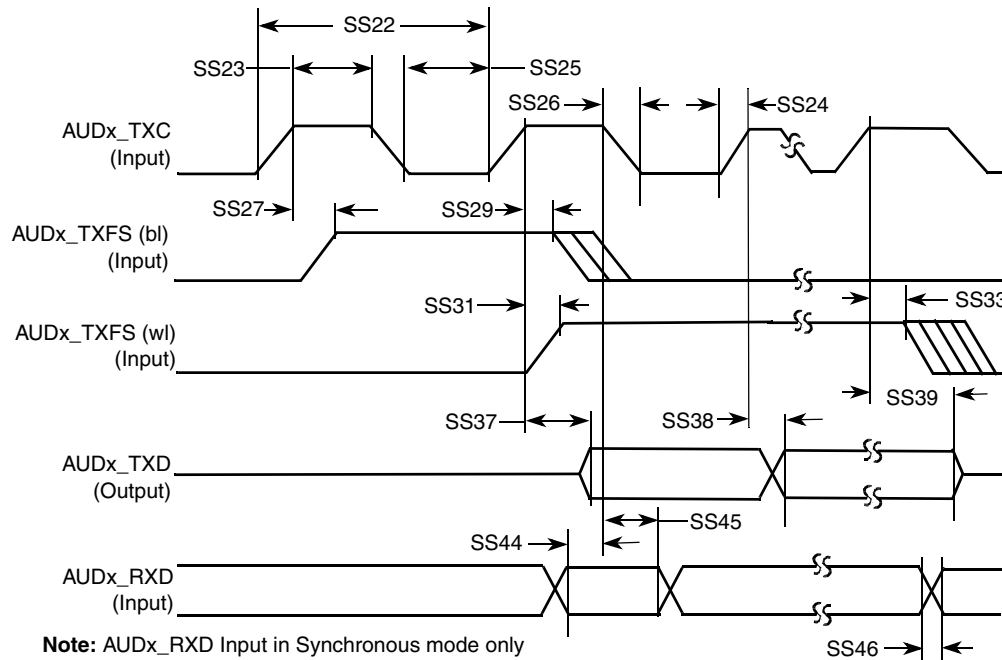 SS22
SS23
SS25
SS26
SS24
AUDx_TXC
(Input)
SS27
SS29
AUDx_TXFS (bl)
(Input)
SS31
SS33
AUDx_TXFS (wl)
(Input)
SS39
SS37
SS38
AUDx_TXD
(Output)
SS45
SS44
AUDx_RXD
(Input)
Note: AUDx_RXD Input in Synchronous mode only
SS46